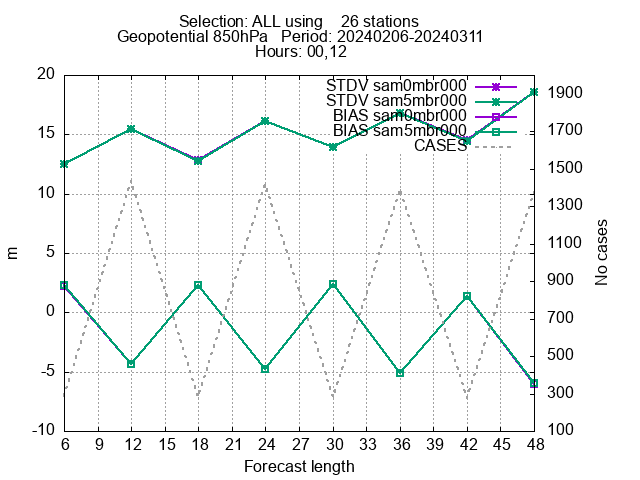 Selection: ALL using    26 stations
Geopotential 850hPa   Period: 20240206-20240311
Hours: 00,12
STDV sam0mbr000
STDV sam5mbr000
BIAS sam0mbr000
BIAS sam5mbr000
CASES
20
15
10
5
0
-5
-10
m
1900
1700
1500
1300
1100
900
700
500
300
100
No cases
6 9 12 15 18 21 24 27 30 33 36 39 42 45 48
Forecast length